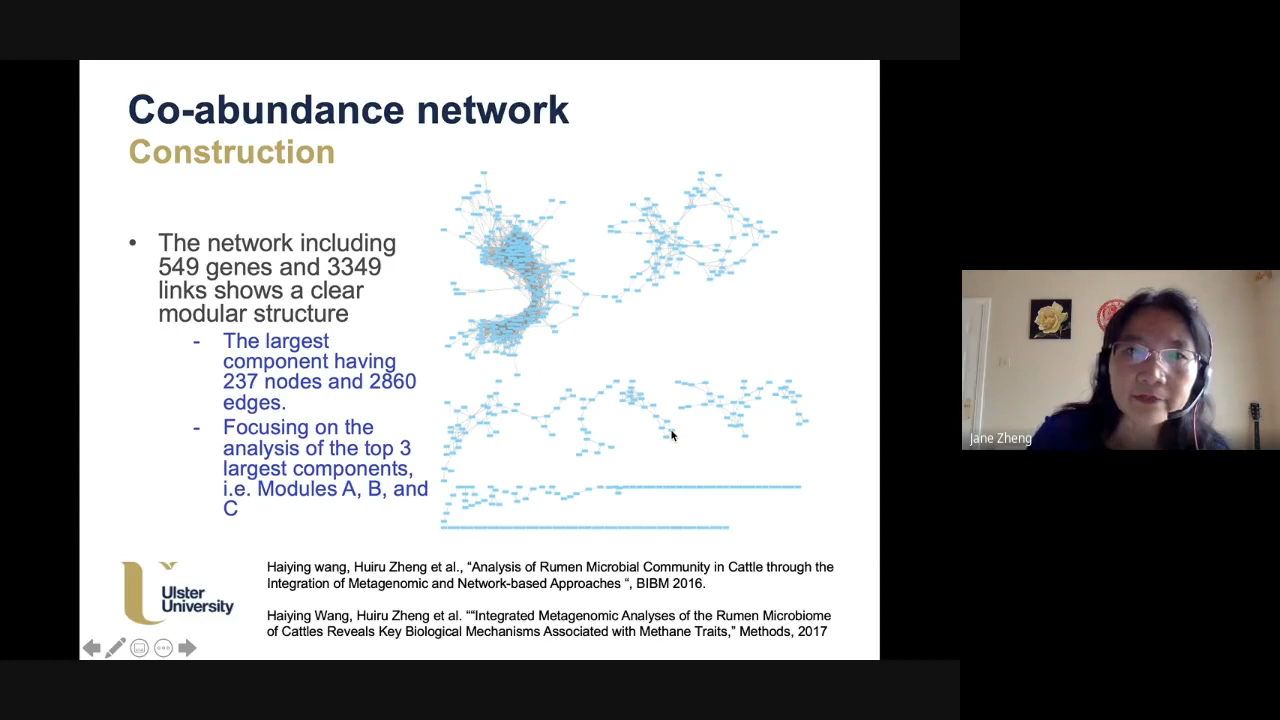 Co-abundance network
Construction
• The network including
549 genes and 3349
links shows a clear
modular structure
- The largest
component having
237 nodes and 2860
edges.
- Focusing on the
analysis of the top 3
largest components,
i.e. Modules A, B, and
C
Haiying wang, Huiru Zheng et al., “Analysis of Rumen Microbial Community in Cattle through the
Integration of Metagenomic and Network-based Approaches “, BIBM 2016.
Haiying Wang, Huiru Zheng et al. ““Integrated Metagenomic Analyses of the Rumen Microbiome
of Cattles Reveals Key Biological Mechanisms Associated with Methane Traits,” Methods, 2017
Ulster
University
Jane Zheng